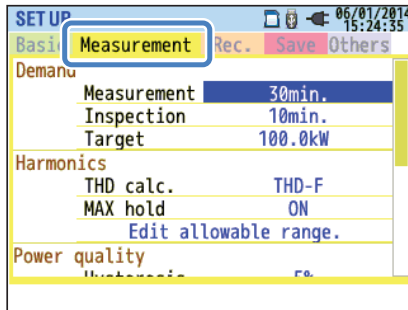 SET UP 06/01/2014
15:24:35
Basic Measurement Rec. Save Others
Demand
Measurement 30min.
Inspection 10min.
Target 100.0kW
Harmonics
THD calc. THD-F
MAX hold ON
Edit allowable range.
Power quality
Hysteresis 5%